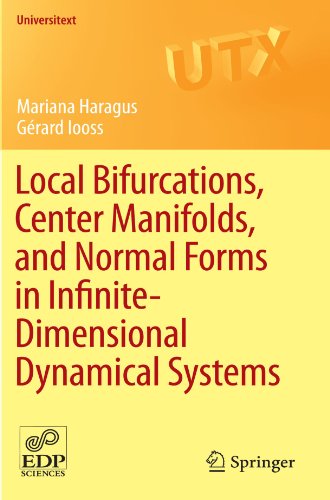 Universitext
UTX
Mariana Haragus
Gérard Iooss
Local Bifurcations,
Center Manifolds,
and Normal Forms
in Infinite-
Dimensional
Dynamical Systems
EDP
SCIENCES
Springer